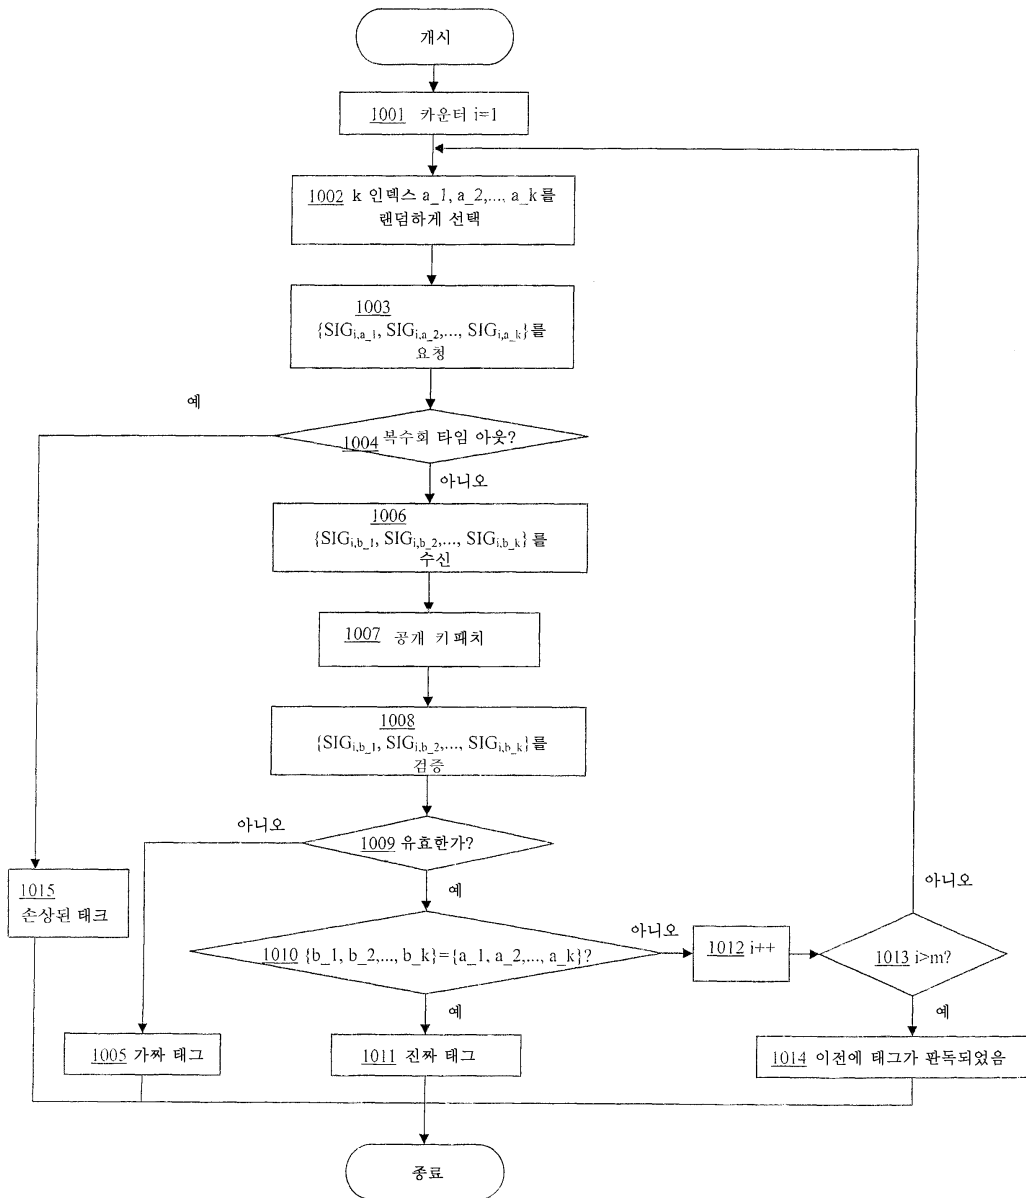 개시
1001 카운터 i=1
1002 k 인덱스 a_1, a_2,..., a_k를
랜덤하게 선택
1003
{SIGi,a_1, SIGi,a_2,..., SIGi,a_k}를
요청
예
1004 복수회 타임 아웃?
아니오
1006
{SIGi,b_1, SIGi,b_2,..., SIGi,b_k}를
수신
1007 공개 키 패치
1008
{SIGi,b_1, SIGi,b_2,..., SIGi,b_k}를
검증
아니오
1009 유효한가?
예
1015
손상된 태크
1010 {b_1, b_2,..., b_k}={a_1, a_2,..., a_k}?
아니오
1012 i++
아니오
1013 i>m?
예
예
1005 가짜 태그
1011 진짜 태그
1014 이전에 태그가 판독되었음
종료